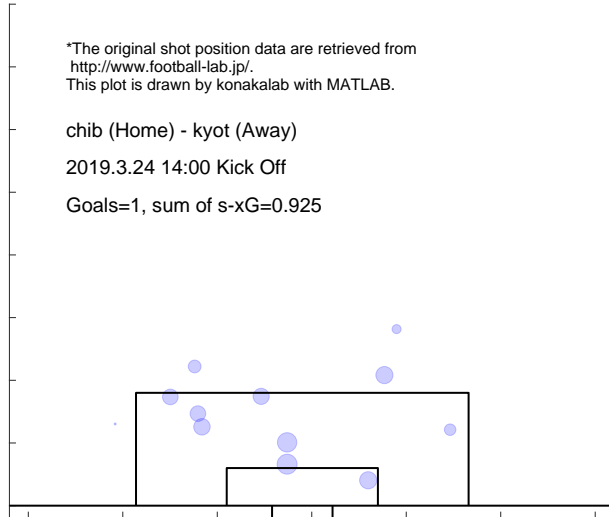 *The original shot position data are retrieved from
http://www.football-lab.jp/.
This plot is drawn by konakalab with MATLAB.
chib (Home) - kyot (Away)
2019.3.24 14:00 Kick Off
Goals=1, sum of s-xG=0.925